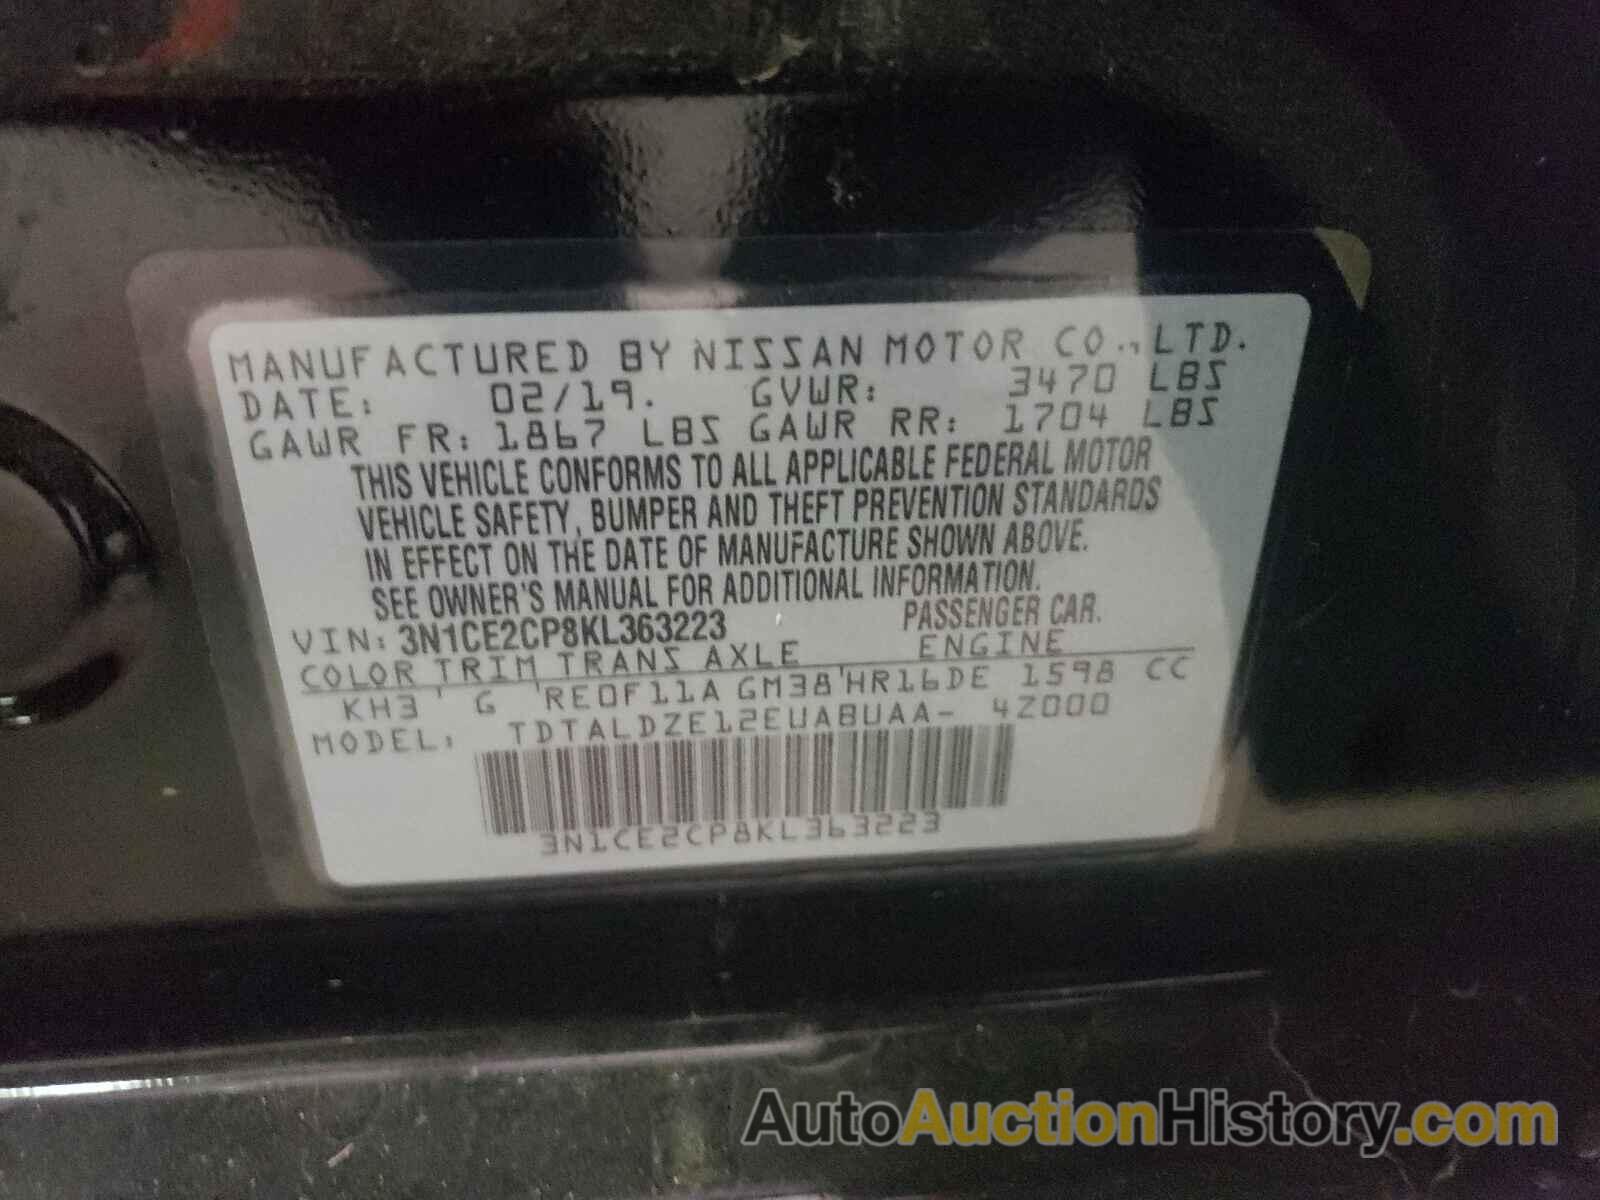 MANUFACTURED BY NISSAN MOTOR CO., LTD.
DATE: 02/19. GVWR: 3470 LBS
GAWR FR: 1867 LBS GAWR RR: 1704 LBS
THIS VEHICLE CONFORMS TO ALL APPLICABLE FEDERAL MOTOR
VEHICLE SAFETY, BUMPER AND THEFT PREVENTION STANDARDS
IN EFFECT ON THE DATE OF MANUFACTURE SHOWN ABOVE.
SEE OWNER'S MANUAL FOR ADDITIONAL INFORMATION.
VIN: 3N1CE2CP8KL363223 PASSENGER CAR.
COLOR TRIM TRANS AXLE ENGINE
KH3 ' G 'RE0F11A GM38'HR16DE 1598 CC
MODEL: TDTALDZE12EUABUAA- 4Z000
3N1CE2CP8KL363223
AutoAuctionHistory.com